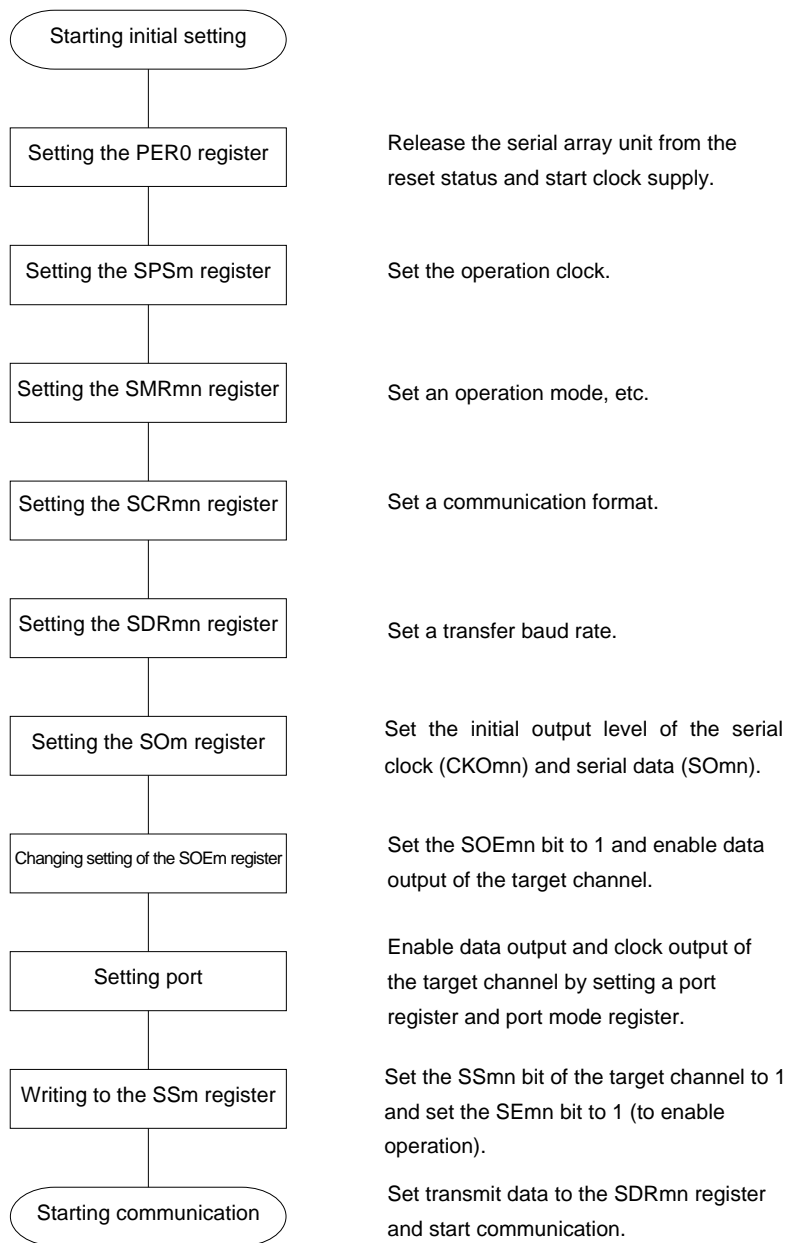 Starting initial setting
Setting the PER0 register
Release the serial array unit from the
reset status and start clock supply.
Setting the SPSm register
Set the operation clock.
Setting the SMRmn register
Set an operation mode, etc.
Setting the SCRmn register
Set a communication format.
Setting the SDRmn register
Set a transfer baud rate.
Setting the SOm register
Set the initial output level of the serial
clock (CKOmn) and serial data (SOmn).
Changing setting of the SOEm register
Set the SOEmn bit to 1 and enable data
output of the target channel.
Setting port
Enable data output and clock output of
the target channel by setting a port
register and port mode register.
Writing to the SSm register
Set the SSmn bit of the target channel to 1
and set the SEmn bit to 1 (to enable
operation).
Starting communication
Set transmit data to the SDRmn register
and start communication.